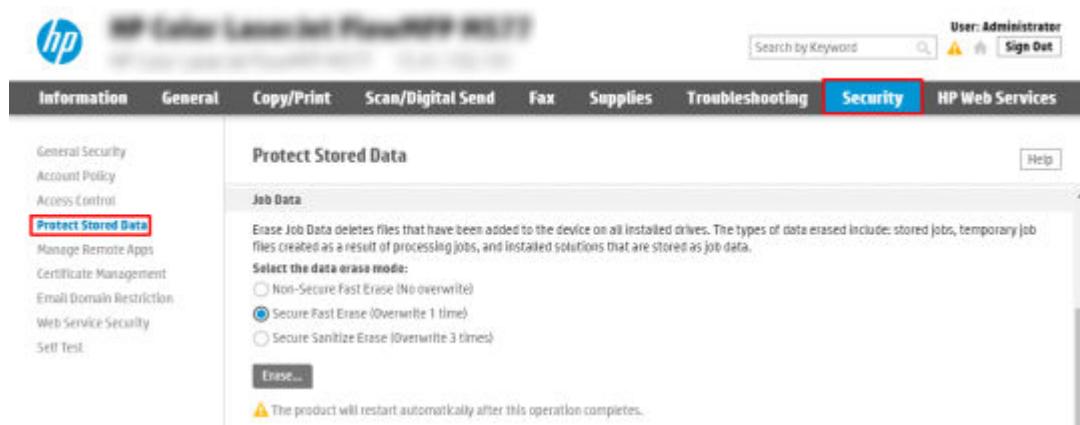 hp
HP Color LaserJet FlowMFP M577
User: Administrator
Search by Keyword
Sign Out
Information General Copy/Print Scan/Digital Send Fax Supplies Troubleshooting Security HP Web Services
General Security
Account Policy
Access Control
Protect Stored Data
Manage Remote Apps
Certificate Management
Email Domain Restriction
Web Service Security
Self Test
Protect Stored Data
Help
Job Data
Erase Job Data deletes files that have been added to the device on all installed drives. The types of data erased include: stored jobs, temporary job
files created as a result of processing jobs, and installed solutions that are stored as job data.
Select the data erase mode:
Non-Secure Fast Erase (No overwrite)
Secure Fast Erase (Overwrite 1 time)
Secure Sanitize Erase (Overwrite 3 times)
Erase...
The product will restart automatically after this operation completes.